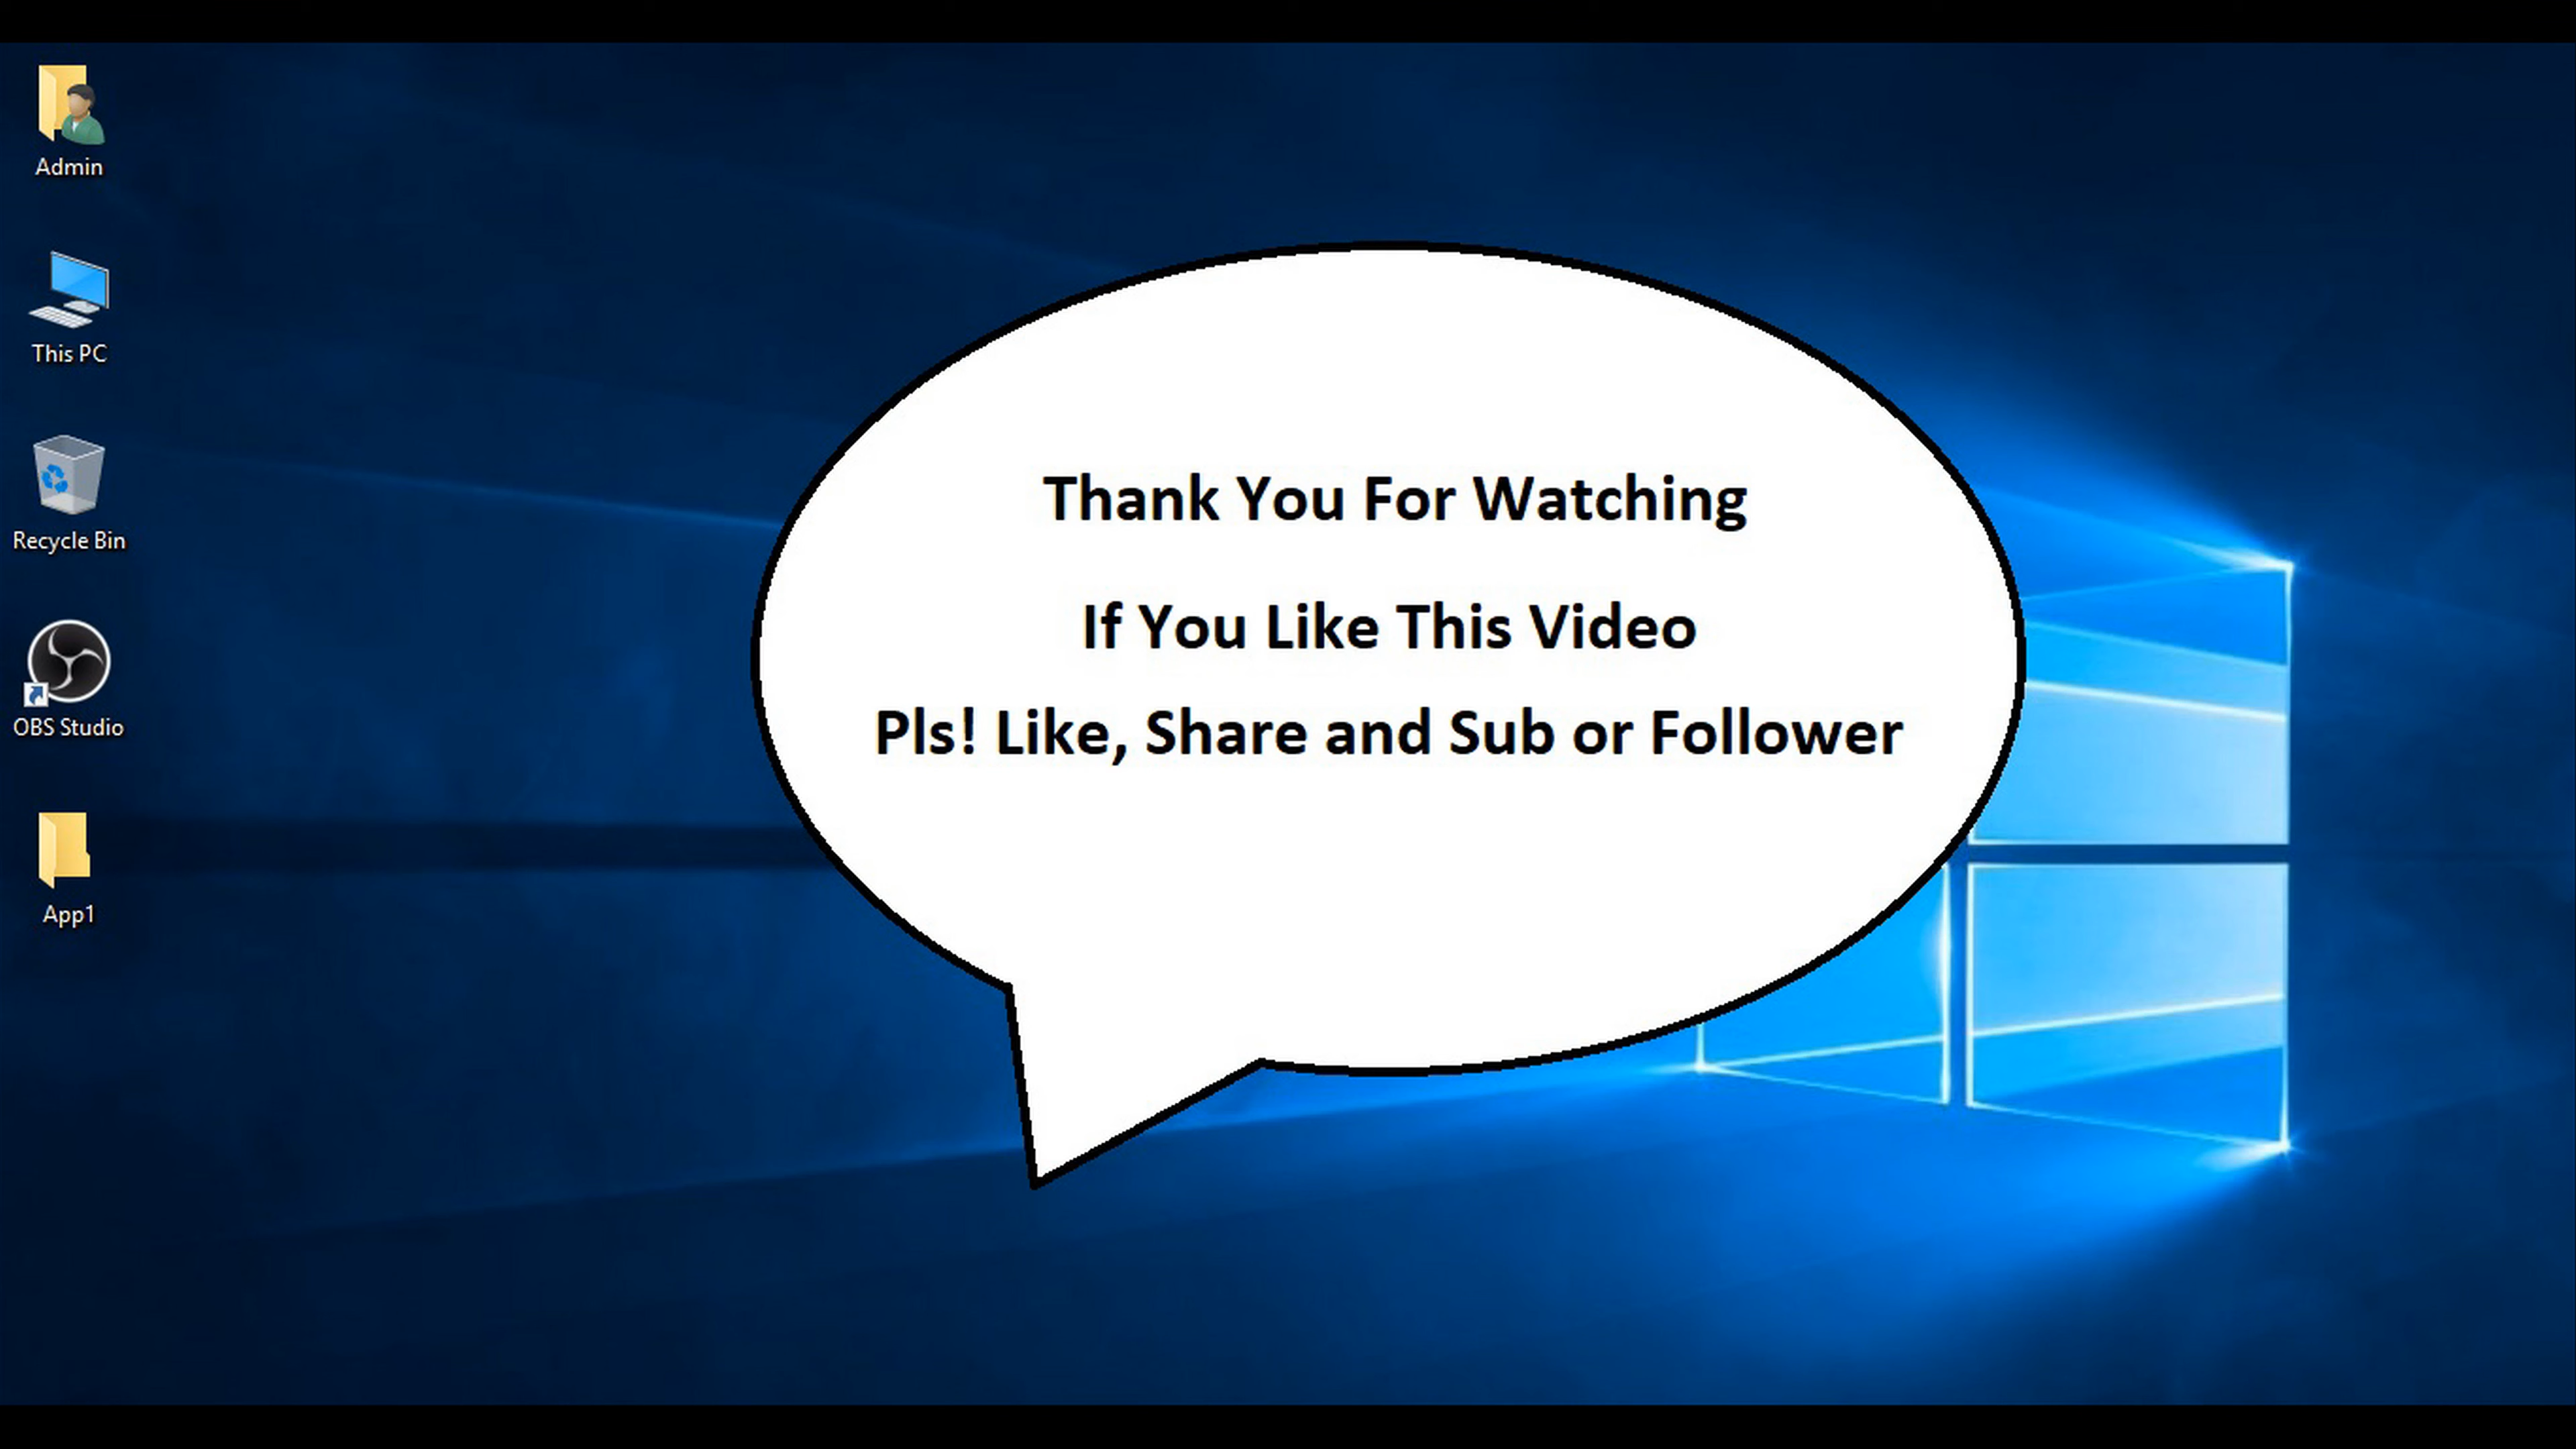 Admin
This PC
Recycle Bin
OBS Studio
App1
Thank You For Watching
If You Like This Video
Pls! Like, Share and Sub or Follower